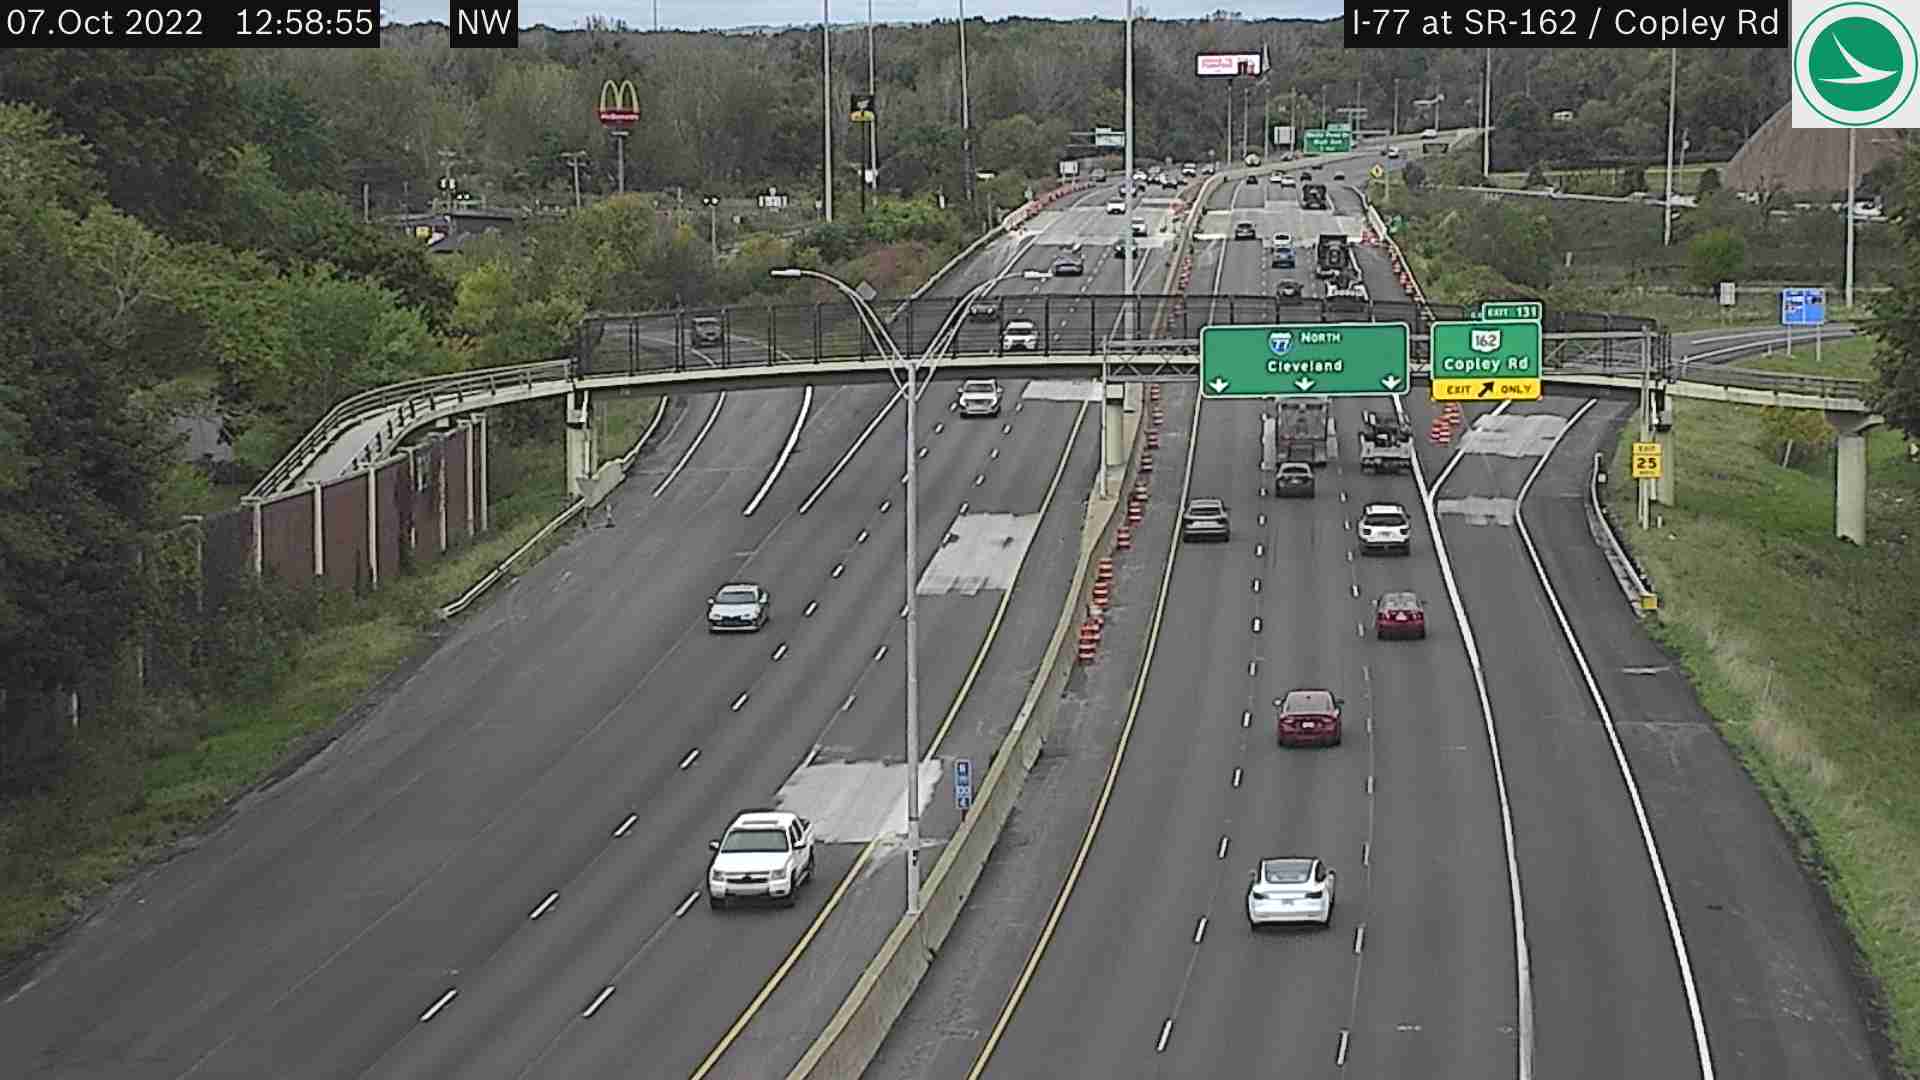 07.Oct 2022 12:58:55
NW
I-77 at SR-162 / Copley Rd
McDonald's
EXIT 131
77 NORTH
Cleveland
162
Copley Rd
EXIT ONLY
EXIT
25